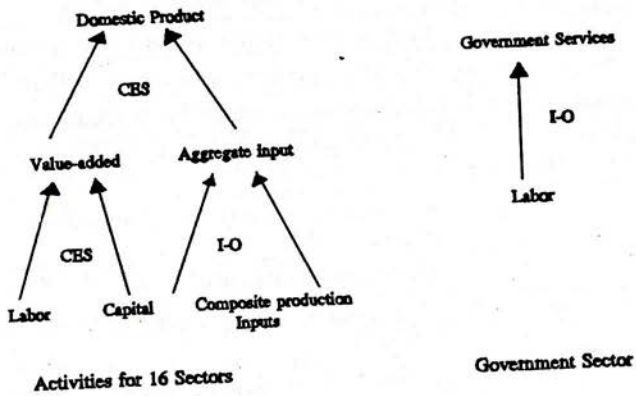 Domestic Product
CES
Value-added
Aggregate input
CES
I-O
Labor
Capital
Composite production
Inputs
Activities for 16 Sectors
Government Services
I-O
Labor
Government Sector